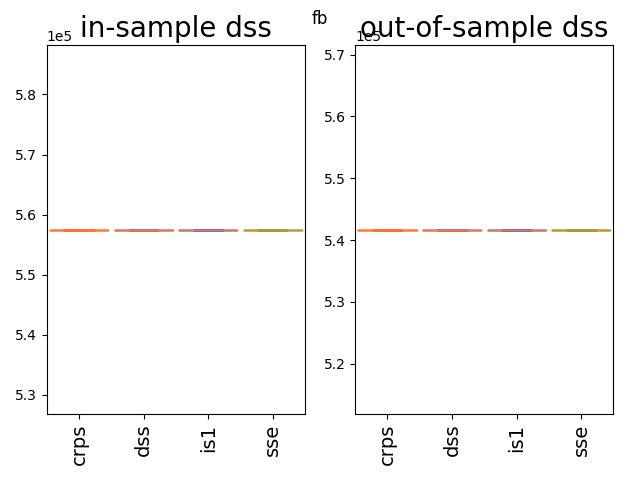 fb
in-sample dss
out-of-sample dss
1e5
5.8
5.7
5.6
5.5
5.4
5.3
crps
dss
is1
sse
1e5
5.7
5.6
5.5
5.4
5.3
5.2
crps
dss
is1
sse